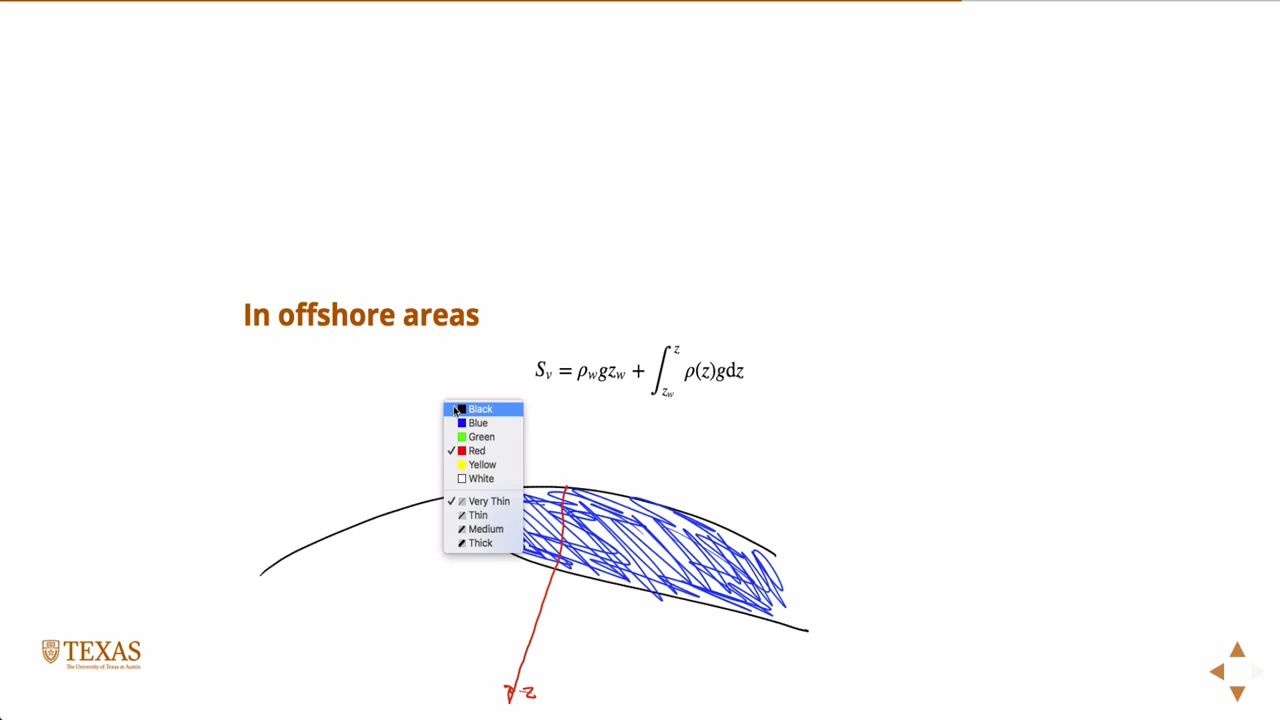 In offshore areas
S_v = ρ_w g z_w + ∫_{z_w}^{z} ρ(z)gdz
Black
Blue
Green
Red
Yellow
White
Very Thin
Thin
Medium
Thick
z
TEXAS
The University of Texas at Austin